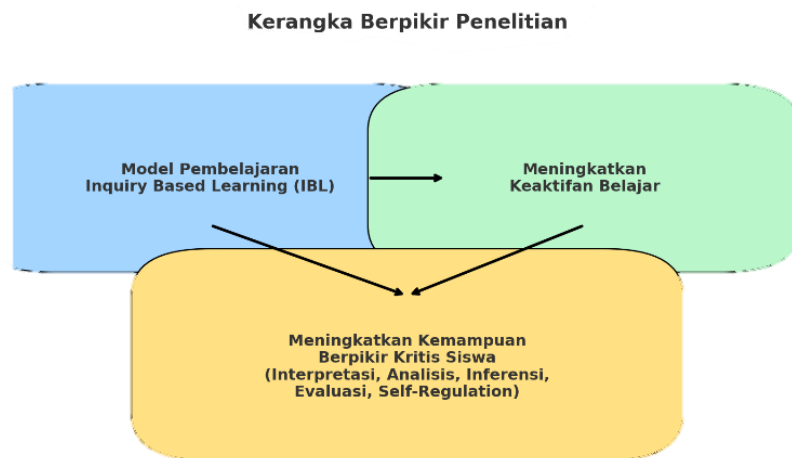 Kerangka Berpikir Penelitian
Model Pembelajaran
Inquiry Based Learning (IBL)
Meningkatkan
Keaktifan Belajar
Meningkatkan Kemampuan
Berpikir Kritis Siswa
(Interpretasi, Analisis, Inferensi,
Evaluasi, Self-Regulation)